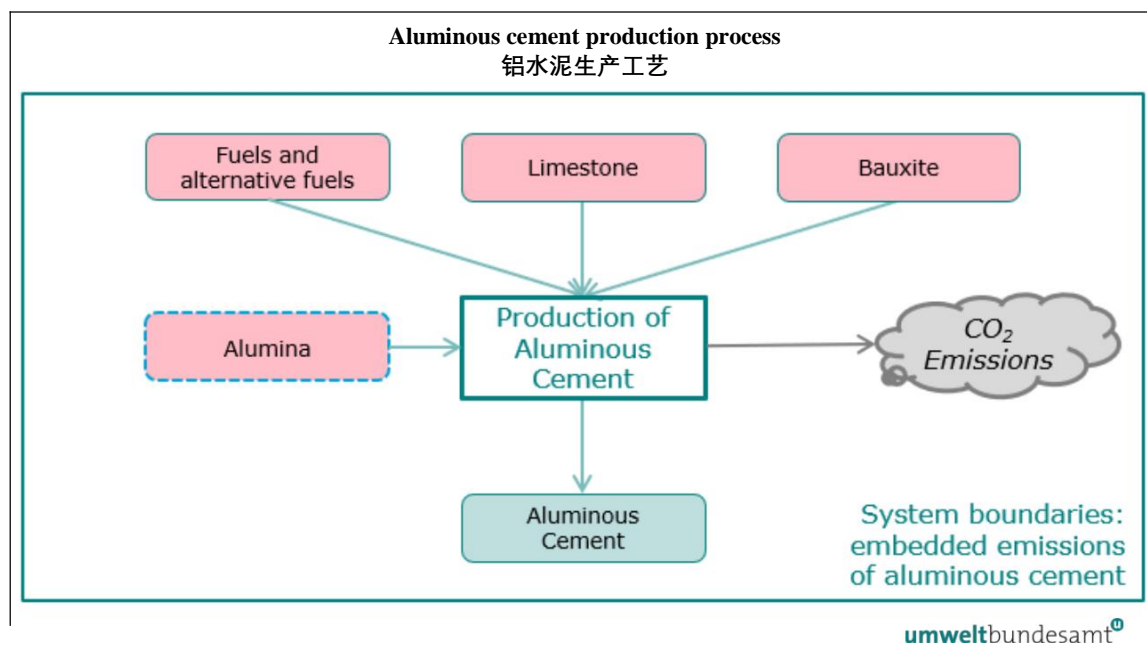 Aluminous cement production process
铝水泥生产工艺
Fuels and
alternative fuels
Limestone
Bauxite
Alumina
Production of
Aluminous
Cement
CO₂
Emissions
Aluminous
Cement
System boundaries:
embedded emissions
of aluminous cement
umweltbundesamt ᵁ